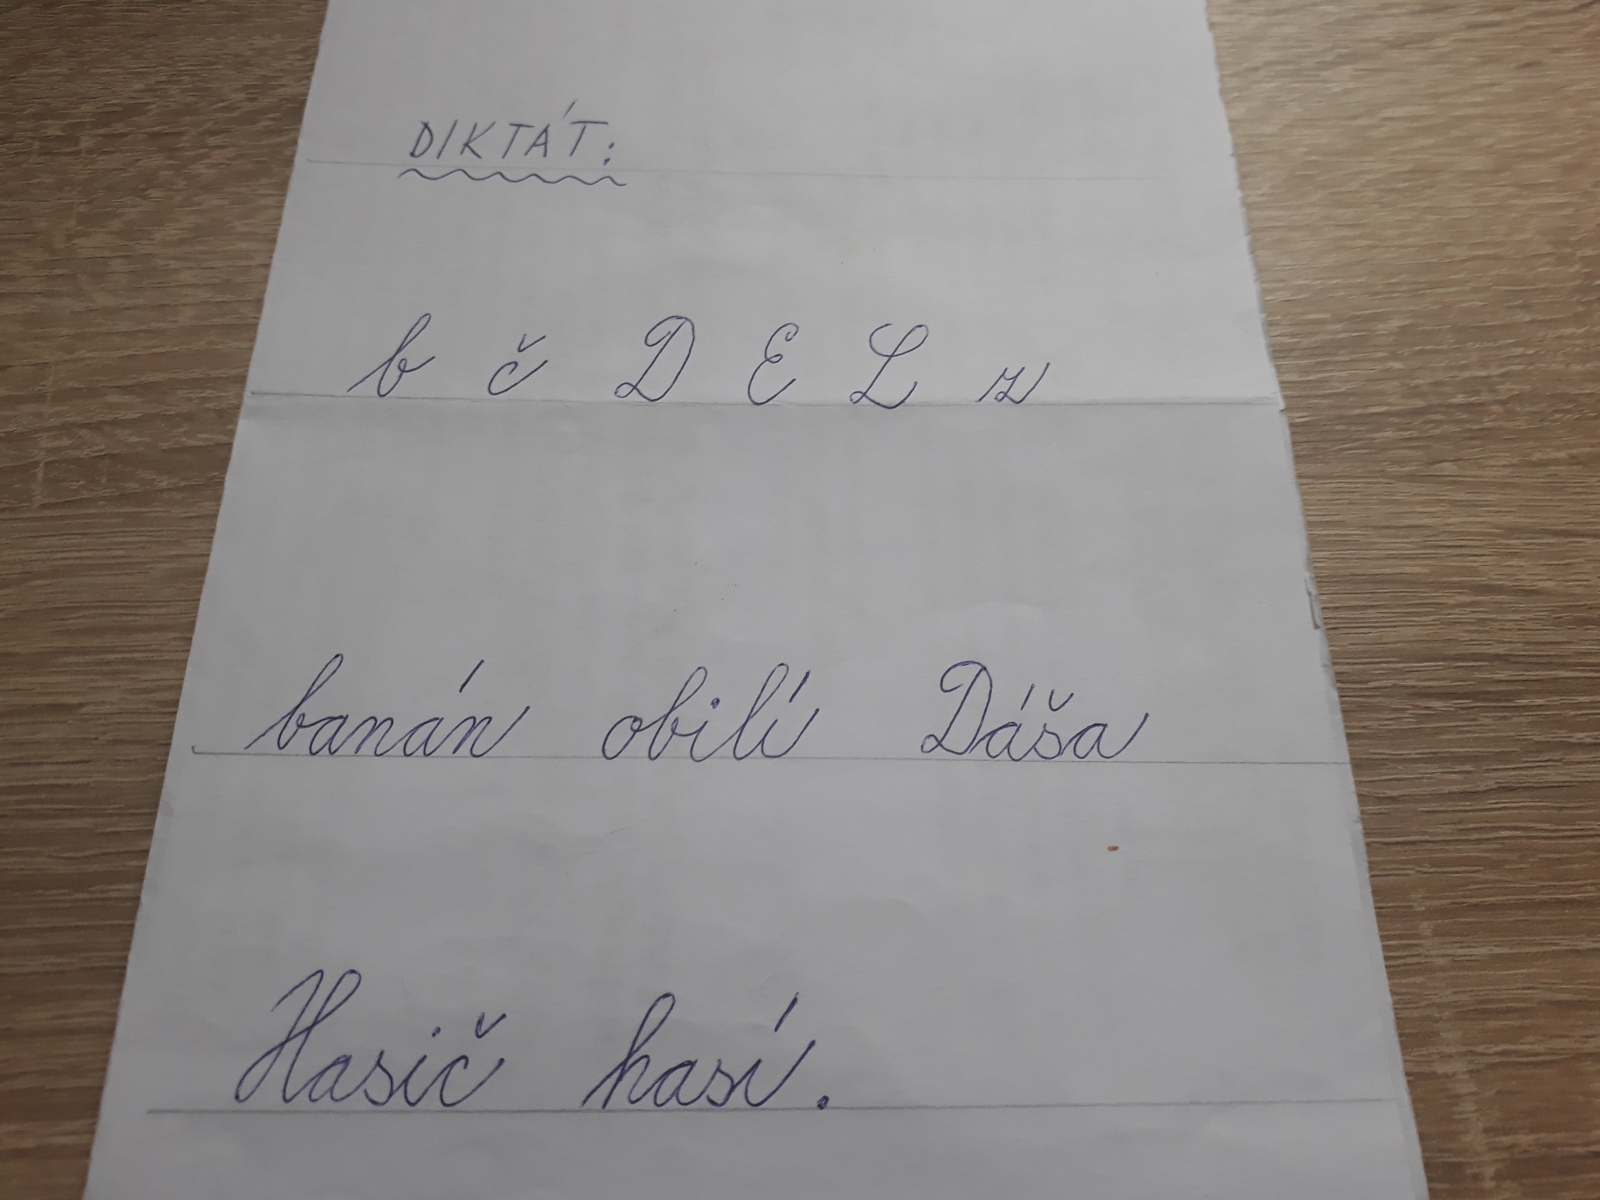 DIKTÁT:
b č D E L z
banán obilí Dáša
Hasič hasí.